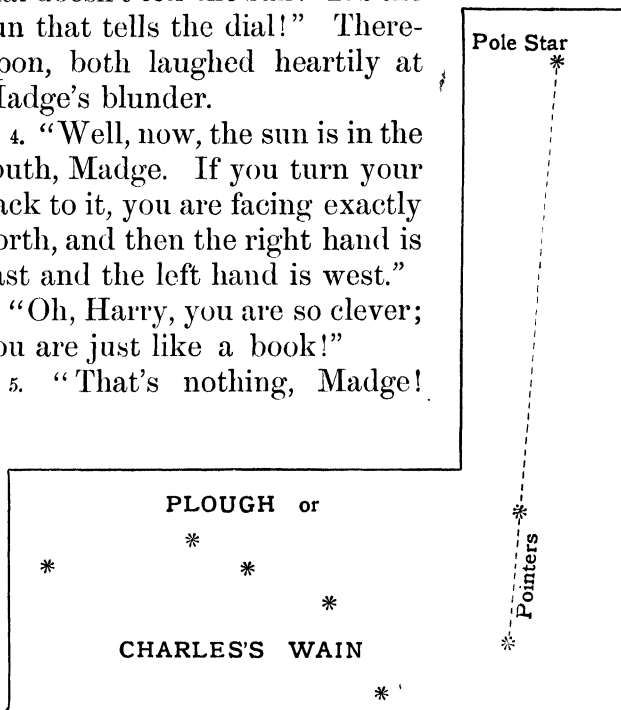 un that tells the dial!" There-
pon, both laughed heartily at
Madge's blunder.
4. "Well, now, the sun is in the
outh, Madge. If you turn your
ack to it, you are facing exactly
orth, and then the right hand is
ast and the left hand is west."
"Oh, Harry, you are so clever;
ou are just like a book!"
5. "That's nothing, Madge!
Pole Star
Pointers
PLOUGH or
CHARLES'S WAIN